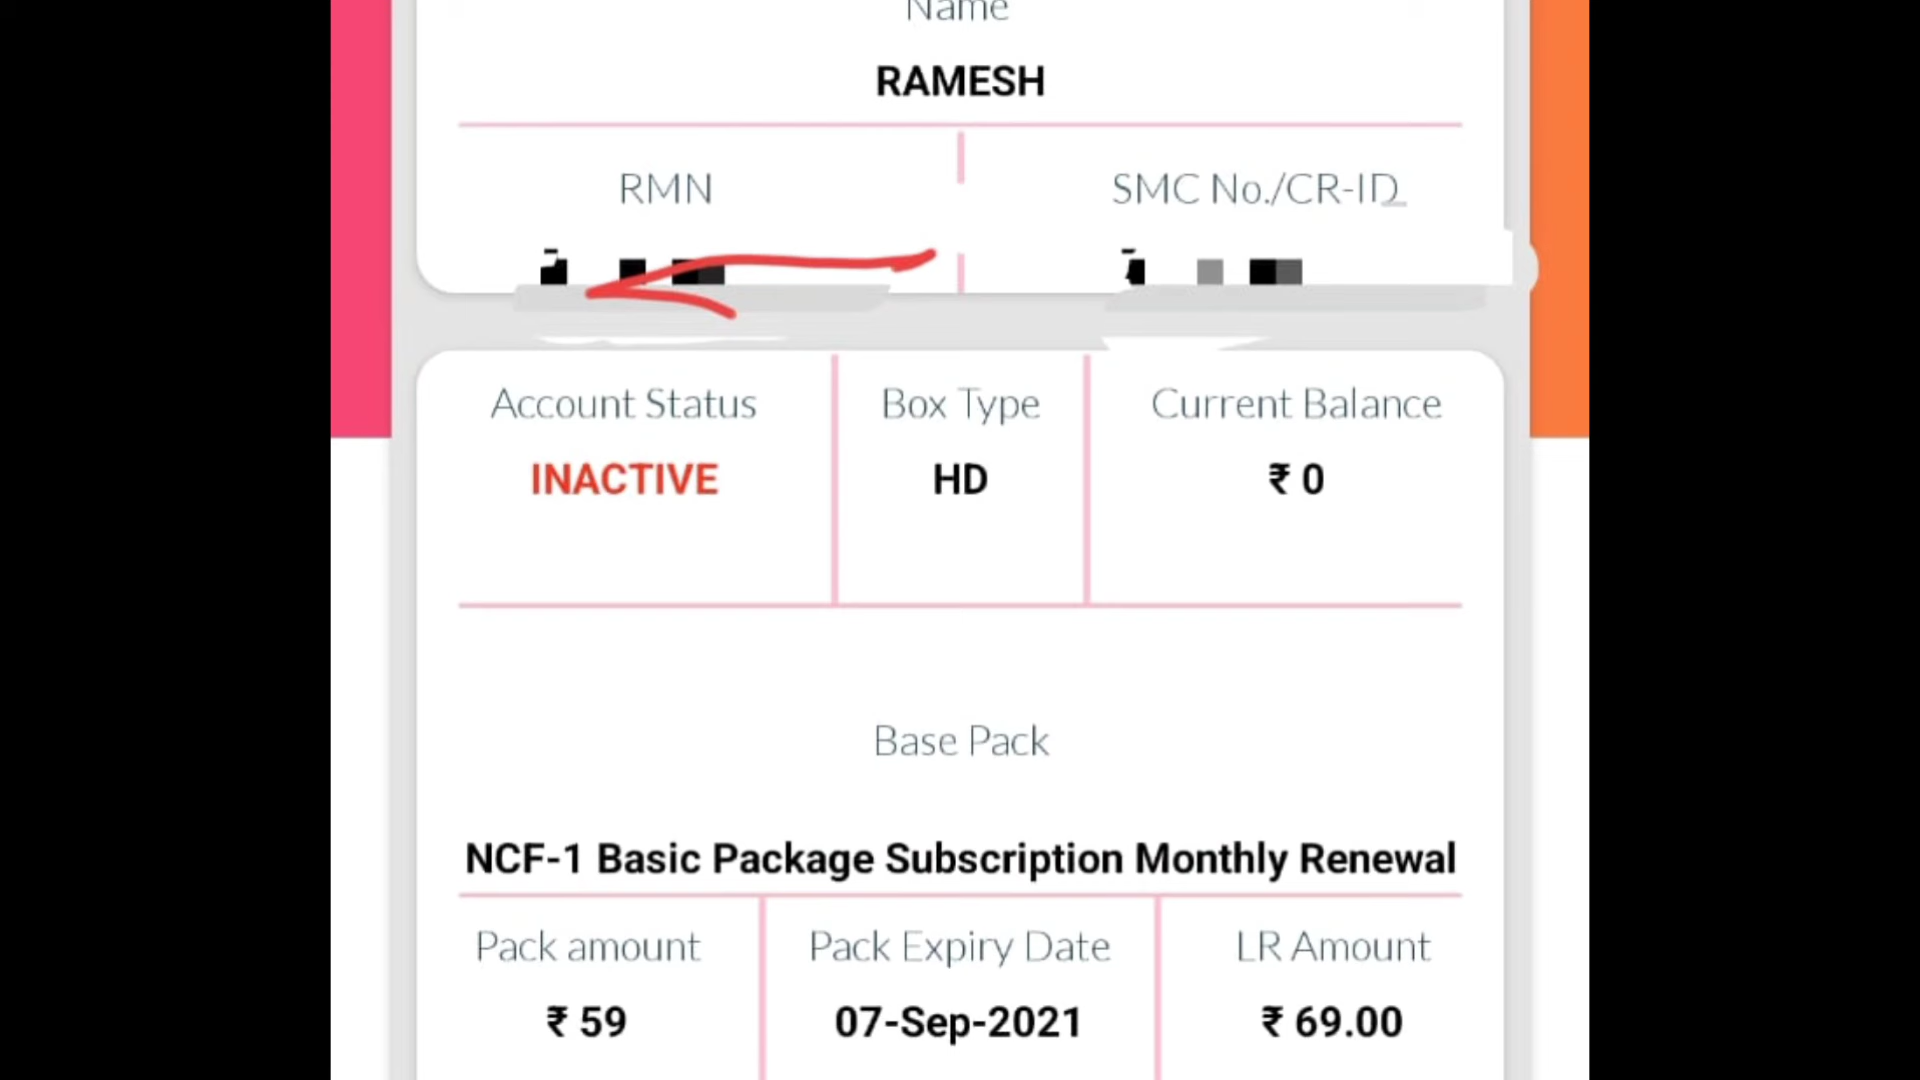 Name
RAMESH
RMN SMC No./CR-ID
Account Status Box Type Current Balance
INACTIVE HD ₹ 0
Base Pack
NCF-1 Basic Package Subscription Monthly Renewal
Pack amount Pack Expiry Date LR Amount
₹ 59 07-Sep-2021 ₹ 69.00